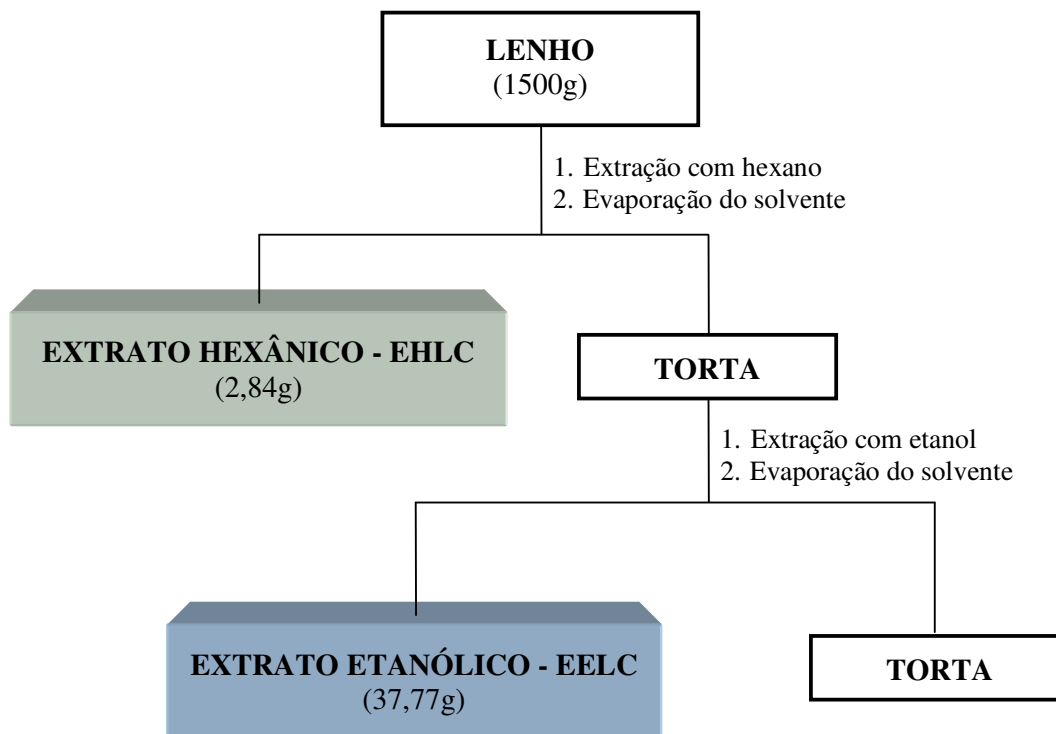 LENHO
(1500g)
1. Extração com hexano
2. Evaporação do solvente
EXTRATO HEXÂNICO - EHLC
(2,84g)
TORTA
1. Extração com etanol
2. Evaporação do solvente
EXTRATO ETANÓLICO - EELC
(37,77g)
TORTA